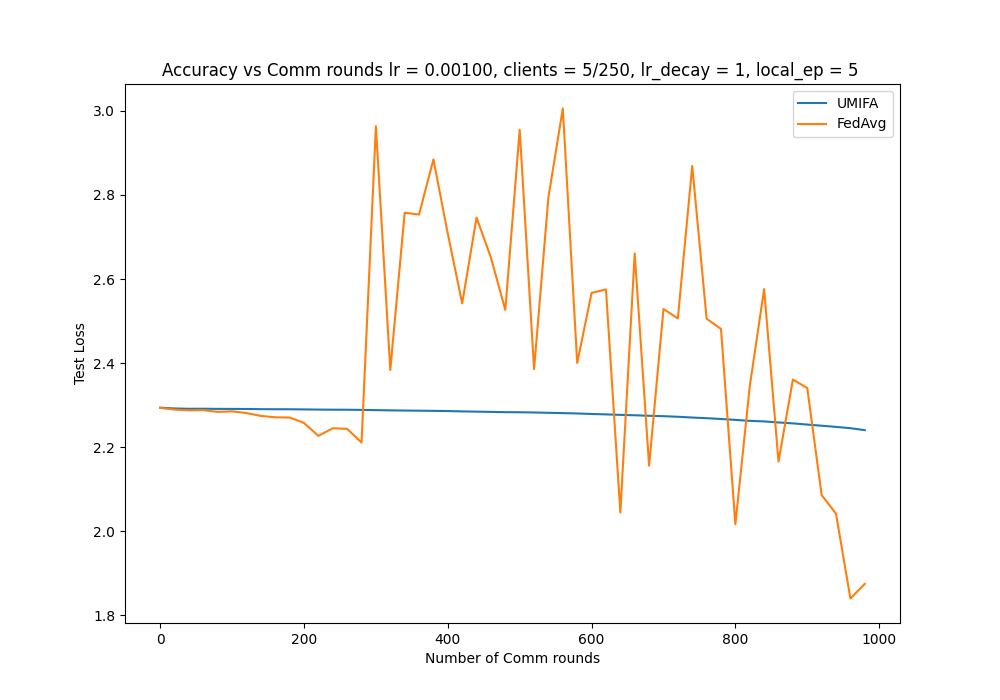 Accuracy vs Comm rounds lr = 0.00100, clients = 5/250, lr_decay = 1, local_ep = 5
UMIFA
FedAvg
3.0
2.8
2.6
2.4
2.2
2.0
1.8
Test Loss
0 200 400 600 800 1000
Number of Comm rounds